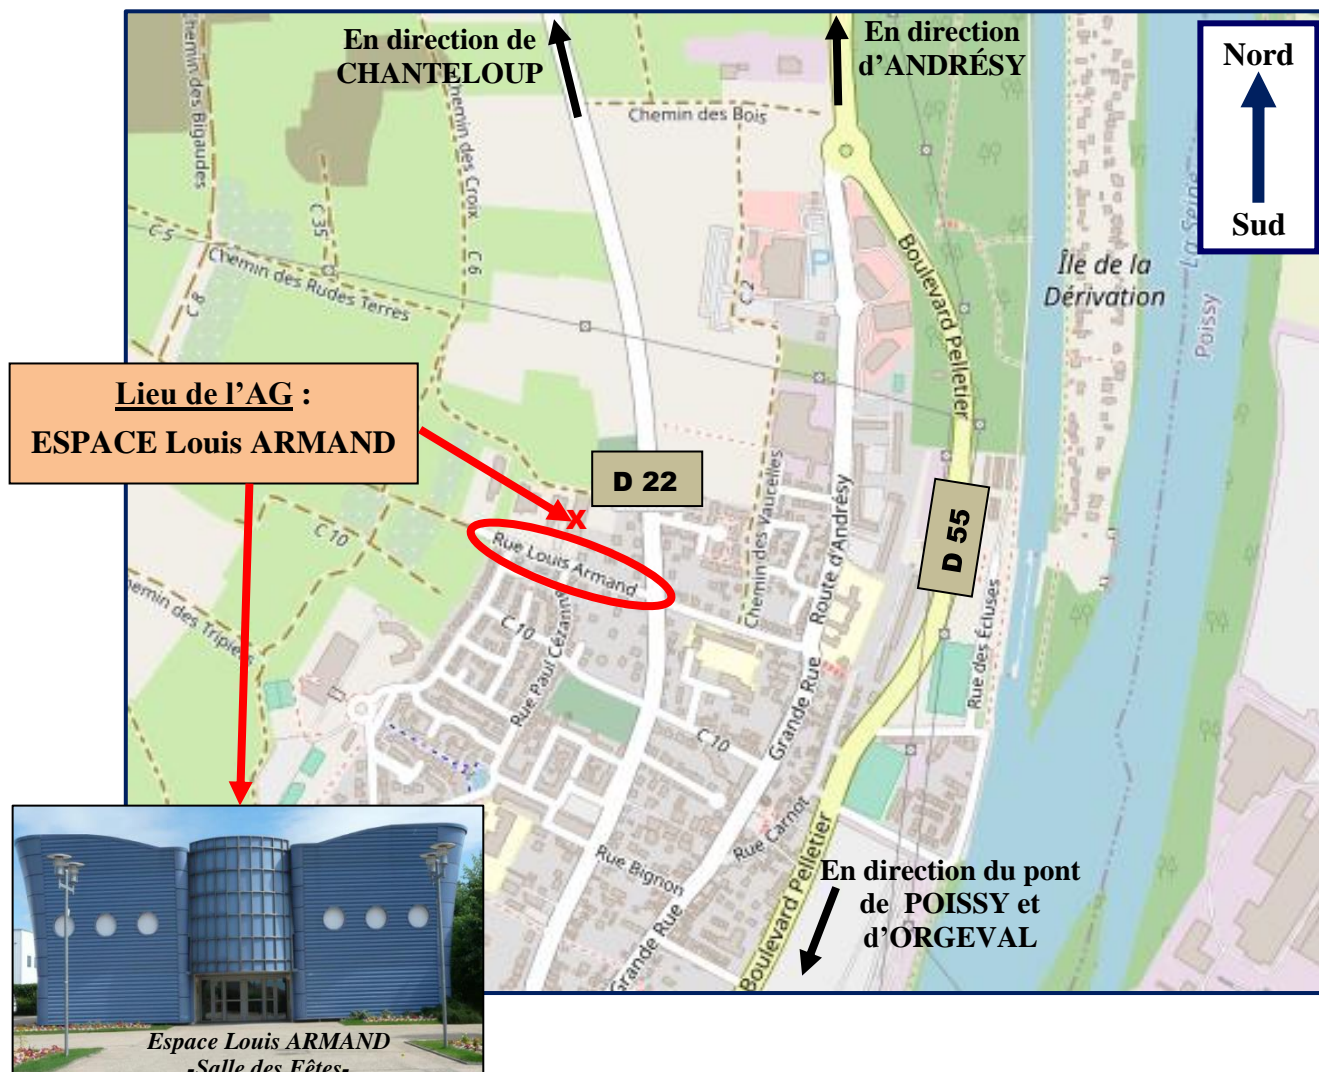 En direction de
CHANTELOUP
En direction
d'ANDRÉSY
Nord
Sud
Chemin des Bigaudes
Chemin des Croix
C 6
Chemin des Bois
C 35
C 5
C 8
Chemin des Rudes Terres
C 2
P
Boulevard Pelletier
Île de la
Dérivation
La Seine
Poissy
Lieu de l'AG :
ESPACE Louis ARMAND
D 22
X
Rue Louis Armand
C 10
Chemin des Vaucelles
Route d'Andrésy
D 55
Rue des Écluses
emin des Tripiers
C 10
Rue Paul Cézanne
Grande Rue
C 10
Rue Carnot
Rue Bignon
Grande Rue
Boulevard Pelletier
En direction du pont
de POISSY et
d'ORGEVAL
Espace Louis ARMAND
-Salle des Fêtes-